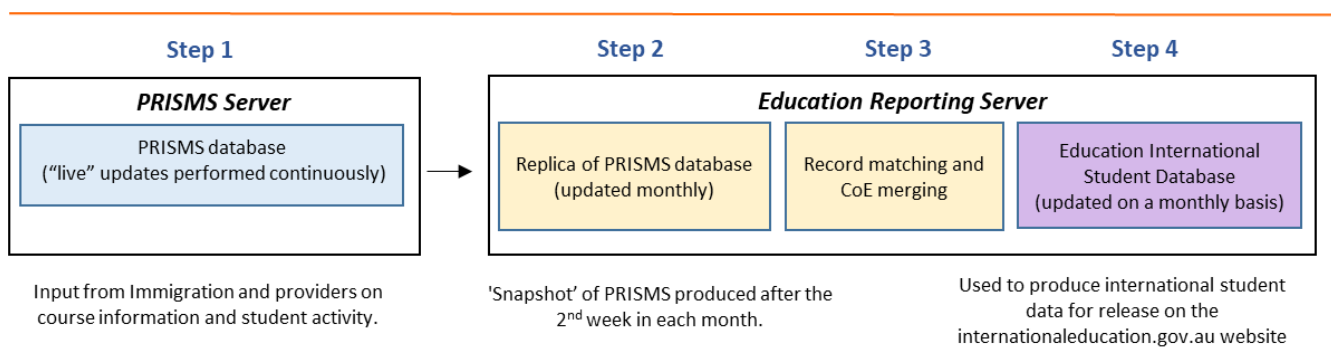 Step 1
Step 2
Step 3
Step 4
PRISMS Server
PRISMS database
(“live” updates performed continuously)
Education Reporting Server
Replica of PRISMS database
(updated monthly)
Record matching and
CoE merging
Education International
Student Database
(updated on a monthly basis)
Input from Immigration and providers on
course information and student activity.
'Snapshot’ of PRISMS produced after the
2nd week in each month.
Used to produce international student
data for release on the
internationaleducation.gov.au website